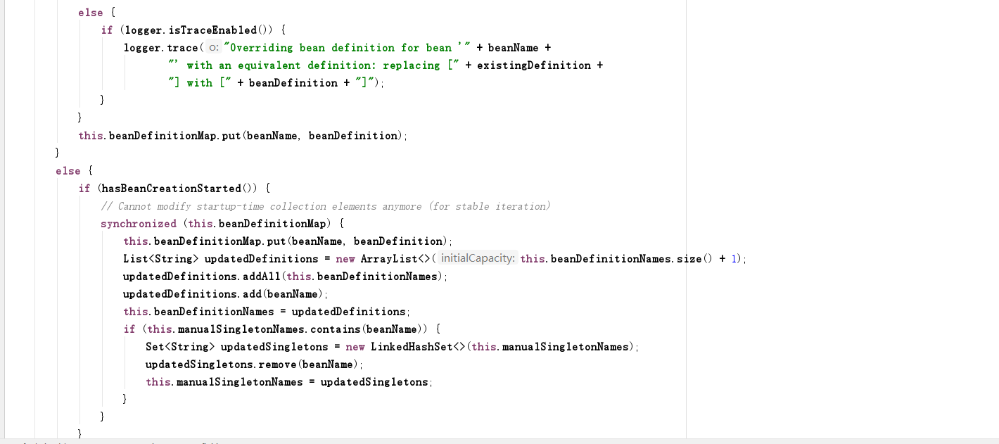 else {
if (logger.isTraceEnabled()) {
logger.trace( o: "Overriding bean definition for bean '" + beanName +
"' with an equivalent definition: replacing [" + existingDefinition +
"] with [" + beanDefinition + "]");
}
}
this.beanDefinitionMap.put(beanName, beanDefinition);
}
else {
if (hasBeanCreationStarted()) {
// Cannot modify startup-time collection elements anymore (for stable iteration)
synchronized (this.beanDefinitionMap) {
this.beanDefinitionMap.put(beanName, beanDefinition);
List<String> updatedDefinitions = new ArrayList<>( initialCapacity: this.beanDefinitionNames.size() + 1);
updatedDefinitions.addAll(this.beanDefinitionNames);
updatedDefinitions.add(beanName);
this.beanDefinitionNames = updatedDefinitions;
if (this.manualSingletonNames.contains(beanName)) {
Set<String> updatedSingletons = new LinkedHashSet<>(this.manualSingletonNames);
updatedSingletons.remove(beanName);
this.manualSingletonNames = updatedSingletons;
}
}
}